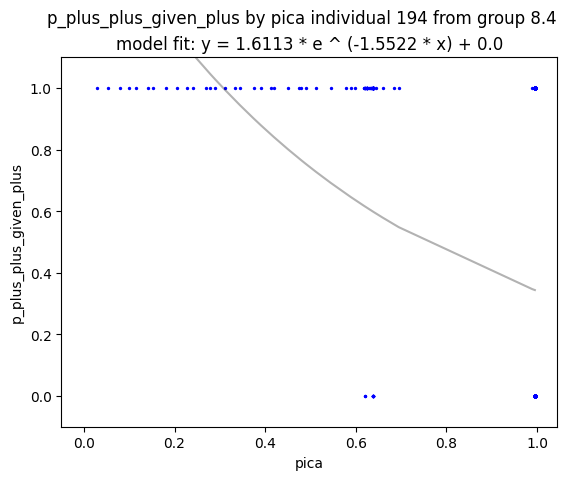 p_plus_plus_given_plus by pica individual 194 from group 8.4
model fit: y = 1.6113 * e ^ (-1.5522 * x) + 0.0
1.0
0.8
0.6
0.4
0.2
0.0
p_plus_plus_given_plus
0.0 0.2 0.4 0.6 0.8 1.0
pica